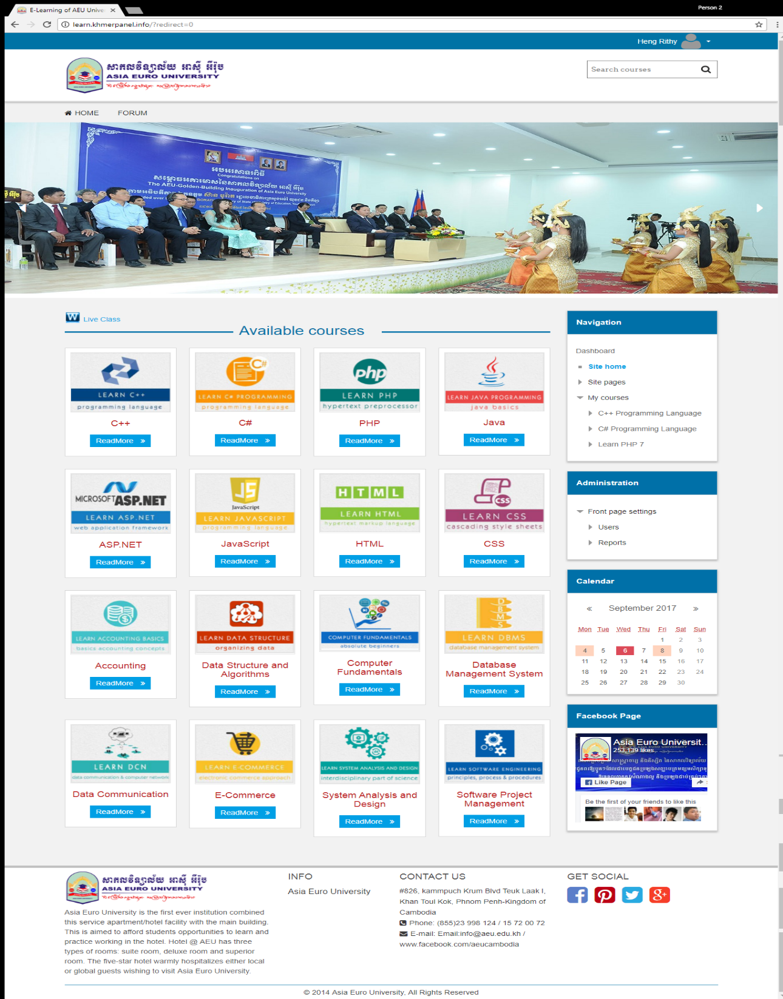 E-Learning of AEU Unive
Person 2
learn.khmerpanel.info/?redirect=0
Heng Rithy
សាកលវិទ្យាល័យ អាស៊ី អឺរ៉ុប
ASIA EURO UNIVERSITY
Search courses
HOME FORUM
Congratulations on
The AEU-Golden-Building Inauguration of Asia Euro University
Live Class
Available courses
LEARN C++
programming language
C++
ReadMore »
C#
LEARN C# PROGRAMMING
programming language
C#
ReadMore »
php
LEARN PHP
hypertext preprocessor
PHP
ReadMore »
LEARN JAVA PROGRAMMING
java basics
Java
ReadMore »
MICROSOFT ASP.NET
LEARN ASP.NET
web application framework
ASP.NET
ReadMore »
JS
JavaScript
LEARN JAVASCRIPT
programming language
JavaScript
ReadMore »
HTML
LEARN HTML
hypertext markup language
HTML
ReadMore »
CSS
LEARN CSS
cascading style sheets
CSS
ReadMore »
LEARN ACCOUNTING BASICS
basics accounting concepts
Accounting
ReadMore »
LEARN DATA STRUCTURE
organizing data
Data Structure and
Algorithms
ReadMore »
COMPUTER FUNDAMENTALS
absolute beginners
Computer
Fundamentals
ReadMore »
DBMS
LEARN DBMS
database management system
Database
Management System
ReadMore »
LEARN DCN
data communication & computer network
Data Communication
ReadMore »
LEARN E-COMMERCE
electronic commerce approach
E-Commerce
ReadMore »
LEARN SYSTEM ANALYSIS AND DESIGN
interdisciplinary part of science
System Analysis and
Design
ReadMore »
LEARN SOFTWARE ENGINEERING
principles, process & procedures
Software Project
Management
ReadMore »
Navigation
Dashboard
Site home
Site pages
My courses
C++ Programming Language
C# Programming Language
Learn PHP 7
Administration
Front page settings
Users
Reports
Calendar
« September 2017 »
Mon Tue Wed Thu Fri Sat Sun
1 2 3
4 5 6 7 8 9 10
11 12 13 14 15 16 17
18 19 20 21 22 23 24
25 26 27 28 29 30
Facebook Page
Asia Euro Universit...
253,139 likes
Like Page
Be the first of your friends to like this
សាកលវិទ្យាល័យ អាស៊ី អឺរ៉ុប
ASIA EURO UNIVERSITY
Asia Euro University is the first ever institution combined
this service apartment/hotel facility with the main building.
This is aimed to afford students opportunities to learn and
practice working in the hotel. Hotel @ AEU has three
types of rooms: suite room, deluxe room and superior
room. The five-star hotel warmly hospitalizes either local
or global guests wishing to visit Asia Euro University.
INFO
Asia Euro University
CONTACT US
#826, kammpuch Krum Blvd Teuk Laak I,
Khan Toul Kok, Phnom Penh-Kingdom of
Cambodia
Phone: (855)23 998 124 / 15 72 00 72
E-mail: Email:info@aeu.edu.kh /
www.facebook.com/aeucambodia
GET SOCIAL
© 2014 Asia Euro University, All Rights Reserved